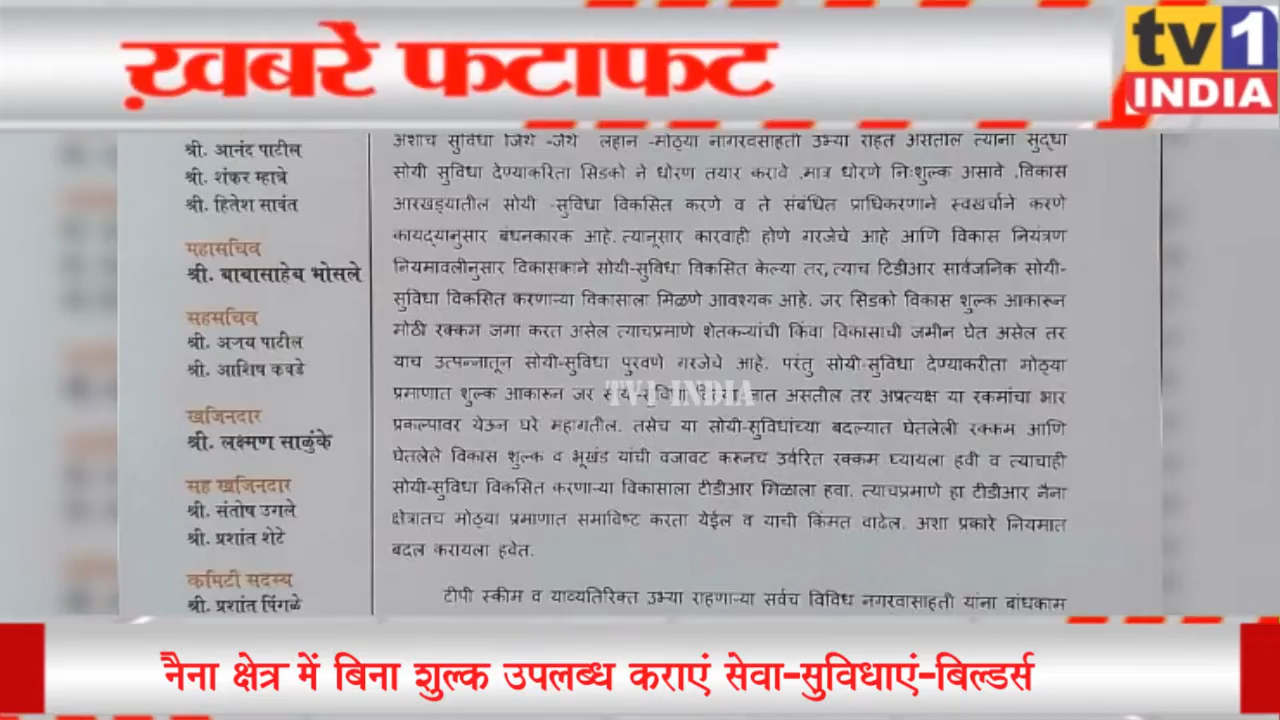 ख़बरें फटाफट
tv1
INDIA
श्री. आनंद पाटील
श्री. शंकर म्हात्रे
श्री. हितेश सावंत
महासचिव
श्री. बाबासाहेब भोसले
सहसचिव
श्री. अजय पाटील
श्री. आशिष कवडे
खजिनदार
श्री. लक्ष्मण साळुंके
सह खजिनदार
श्री. संतोष उगले
श्री. प्रशांत शेटे
कमिटी सदस्य
श्री. प्रशांत पिंगळे
अशाच सुविधा जिथे -जेथे लहान -मोठ्या नागरवसाहती उभ्या राहत असतील त्यांना सुद्धा
सोयी सुविधा देण्याकरिता सिडको ने धोरण तयार करावे .मात्र धोरणे निःशुल्क असावे .विकास
आरखड्यातील सोयी -सुविधा विकसित करणे व ते संबंधित प्राधिकरणाने स्वखर्चाने करणे
कायद्यानुसार बंधनकारक आहे. त्यानूसार कारवाही होणे गरजेचे आहे आणि विकास नियंत्रण
नियमावलीनुसार विकासकाने सोयी-सुविधा विकसित केल्या तर, त्याच टिडीआर सार्वजनिक सोयी-
सुविधा विकसित करणाऱ्या विकासाला मिळणे आवश्यक आहे. जर सिडको विकास शुल्क आकारून
मोठी रक्कम जमा करत असेल त्याचप्रमाणे शेतकऱ्यांची किंवा विकासाची जमीन घेत असेल तर
याच उत्पन्नातून सोयी-सुविधा पुरवणे गरजेचे आहे. परंतु सोयी-सुविधा देण्याकरीता मोठ्या
प्रमाणात शुल्क आकारून जर असतील तर अप्रत्यक्ष या रकमांचा भार
TV1 INDIA
प्रकल्पावर येऊन घरे महागतील. तसेच या सोयी-सुविधांच्या बदल्यात घेतलेली रक्कम आणि
घेतलेले विकास शुल्क व भूखंड यांची वजावट करुनच उर्वरित रक्कम घ्यायला हवी व त्याचाही
सोयी-सुविधा विकसित करणाऱ्या विकासाला टीडीआर मिळाला हवा. त्याचप्रमाणे हा टीडीआर नैना
क्षेत्रातच मोठ्या प्रमाणात समाविष्ट करता येईल व याची किंमत वाढेल. अशा प्रकारे नियमात
बदल करायला हवेत.
टीपी स्कीम व याव्यतिरिक्त उभ्या राहणाऱ्या सर्वच विविध नगरवासाहती यांना बांधकाम
नैना क्षेत्र में बिना शुल्क उपलब्ध कराएं सेवा-सुविधाएं-बिल्डर्स